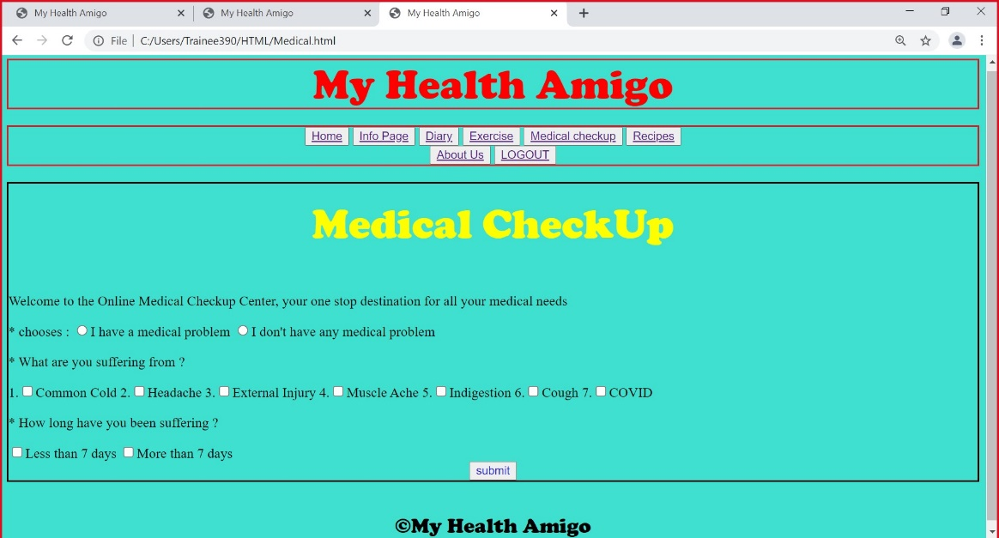 My Health Amigo My Health Amigo My Health Amigo
File C:/Users/Trainee390/HTML/Medical.html
My Health Amigo
Home Info Page Diary Exercise Medical checkup Recipes
About Us LOGOUT
Medical CheckUp
Welcome to the Online Medical Checkup Center, your one stop destination for all your medical needs
* chooses : I have a medical problem I don't have any medical problem
* What are you suffering from ?
1. Common Cold 2. Headache 3. External Injury 4. Muscle Ache 5. Indigestion 6. Cough 7. COVID
* How long have you been suffering ?
Less than 7 days More than 7 days
submit
©My Health Amigo